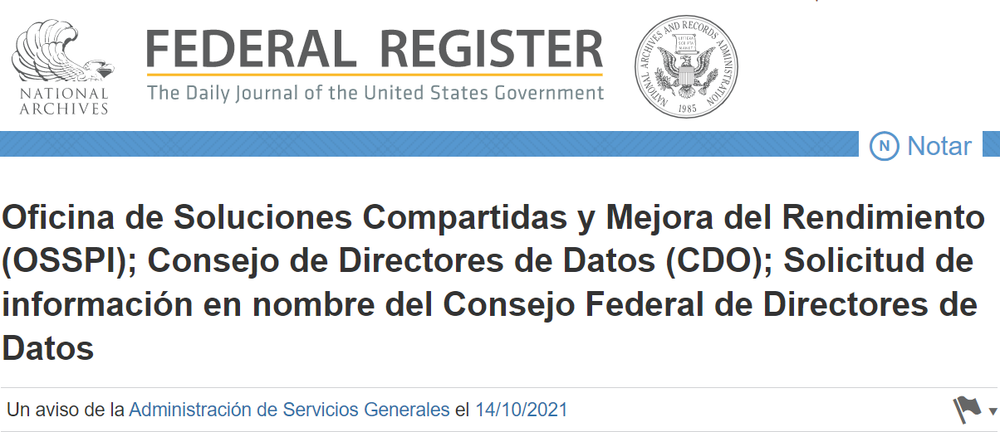 NATIONAL
ARCHIVES
FEDERAL REGISTER
The Daily Journal of the United States Government
NATIONAL ARCHIVES AND RECORDS ADMINISTRATION
LITTERA
SCRIPTA
MANET
1985
N Notar
Oficina de Soluciones Compartidas y Mejora del Rendimiento
(OSSPI); Consejo de Directores de Datos (CDO); Solicitud de
información en nombre del Consejo Federal de Directores de
Datos
Un aviso de la Administración de Servicios Generales el 14/10/2021